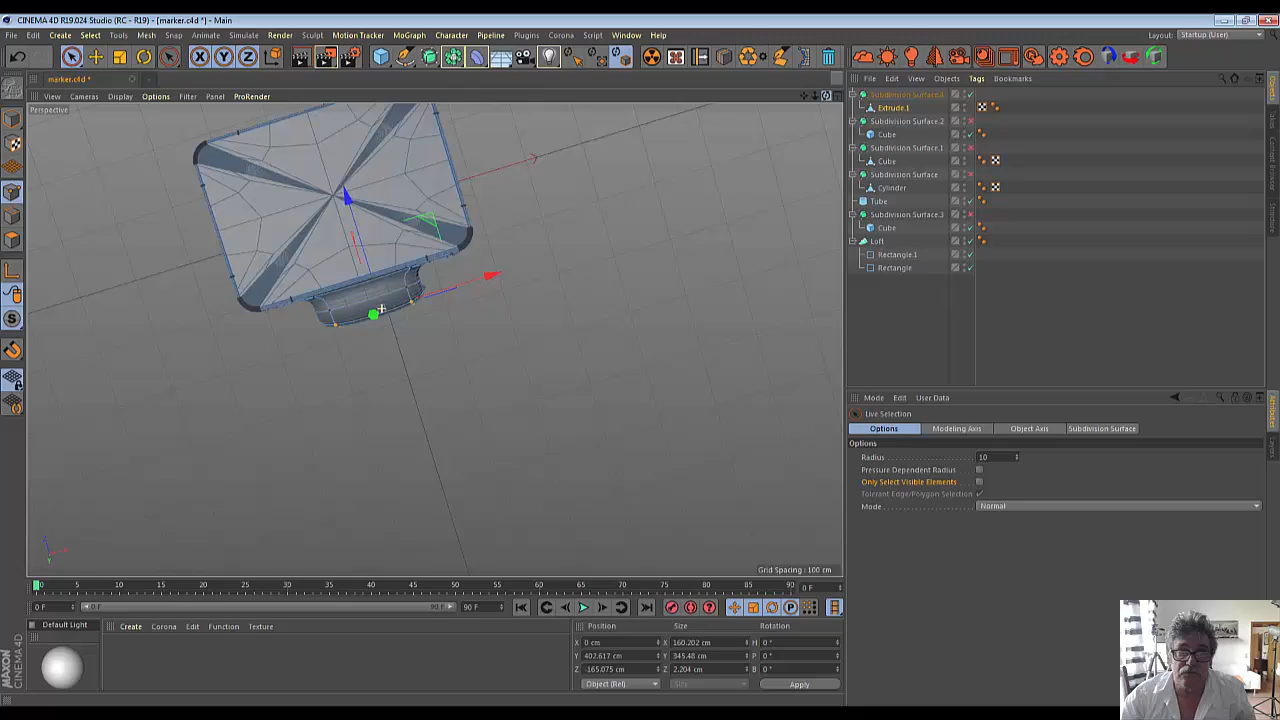 CINEMA 4D R19.024 Studio (RC - R19) - [marker.c4d *] - Main
File Edit Create Select Tools Mesh Snap Animate Simulate Render Sculpt Motion Tracker MoGraph Character Pipeline Plugins Corona Script Window Help
Layout: Startup (User)
marker.c4d *
View Cameras Display Options Filter Panel ProRender
File Edit View Objects Tags Bookmarks
Perspective
Extrude.1
Subdivision Surface.2
Cube
Subdivision Surface.1
Cube
Subdivision Surface
Cylinder
Tube
Subdivision Surface.3
Cube
Loft
Rectangle.1
Rectangle
Mode Edit User Data
Live Selection
Options Modeling Axis Object Axis Subdivision Surface
Options
Radius 10
Pressure Dependent Radius
Only Select Visible Elements
Tolerant Edge/Polygon Selection
Mode Normal
Grid Spacing : 100 cm
0 5 10 15 20 25 30 35 40 45 50 55 60 65 70 75 80 85 90 0 F
0 F 0 F 90 F 90 F
Default Light
Create Corona Edit Function Texture
Position Size Rotation
X 0 cm X 160.202 cm H 0 °
Y 402.617 cm Y 345.48 cm P 0 °
Z -165.075 cm Z 2.204 cm B 0 °
Object (Rel) Size Apply
MAXON CINEMA 4D